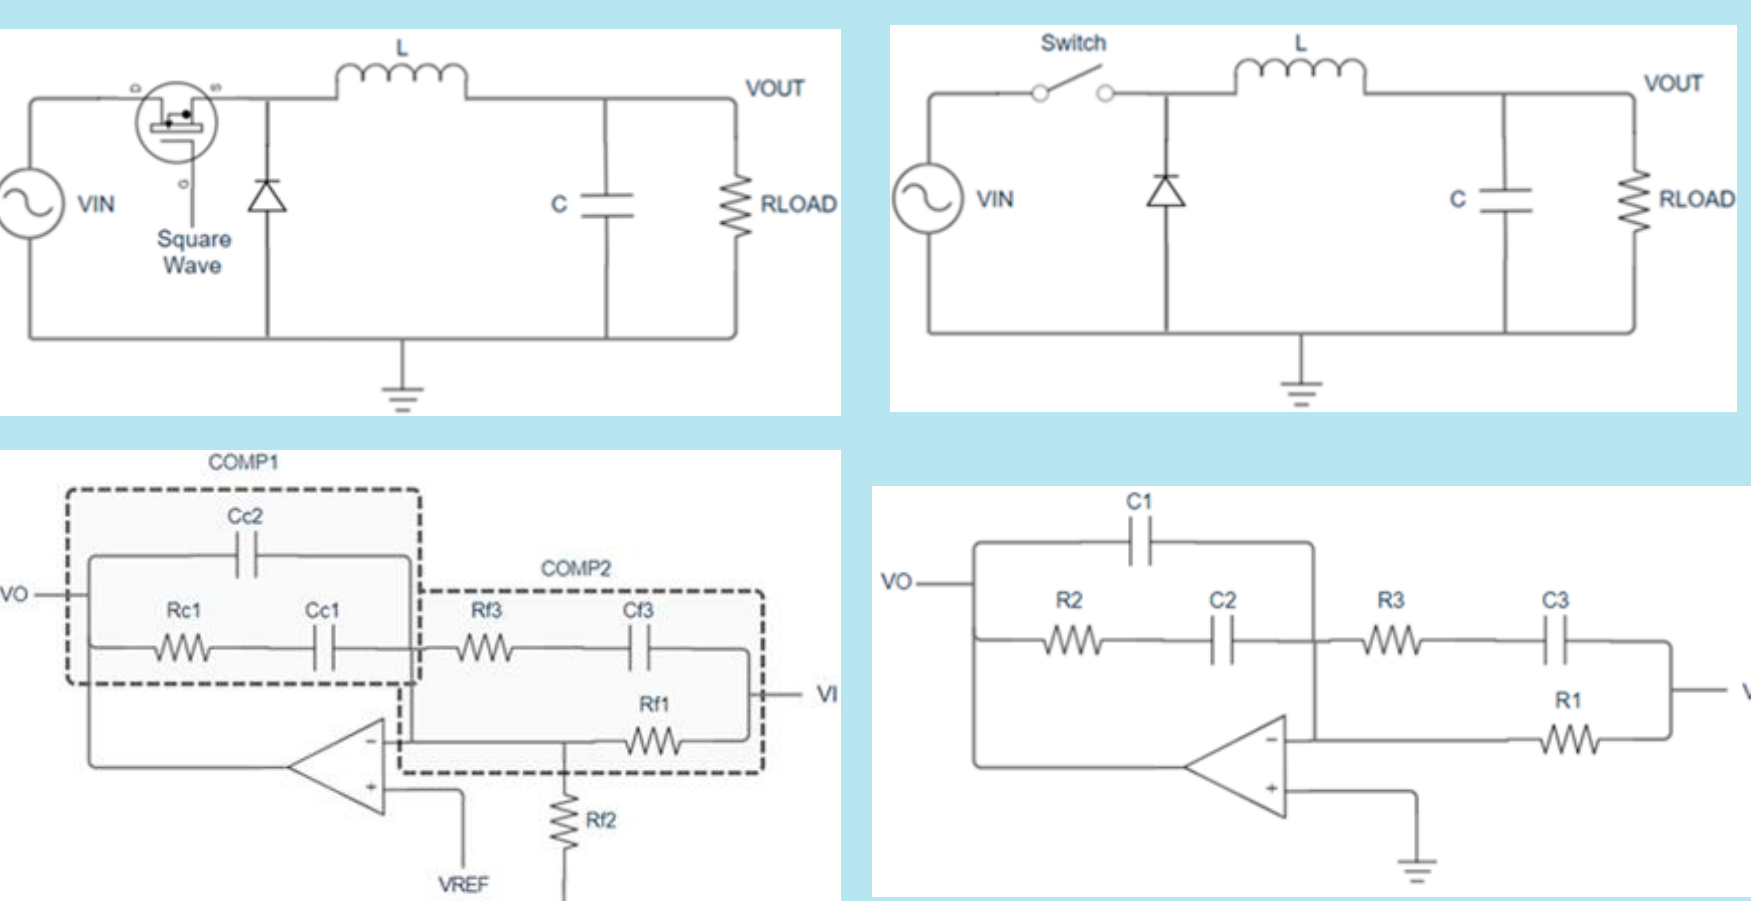 L
D
S
VOUT
VIN
G
Square
Wave
C
RLOAD
Switch
L
VOUT
VIN
C
RLOAD
COMP1
Cc2
COMP2
VO
Rc1
Cc1
Rf3
Cf3
VI
Rf1
-
+
Rf2
VREF
C1
VO
R2
C2
R3
C3
R1
-
+